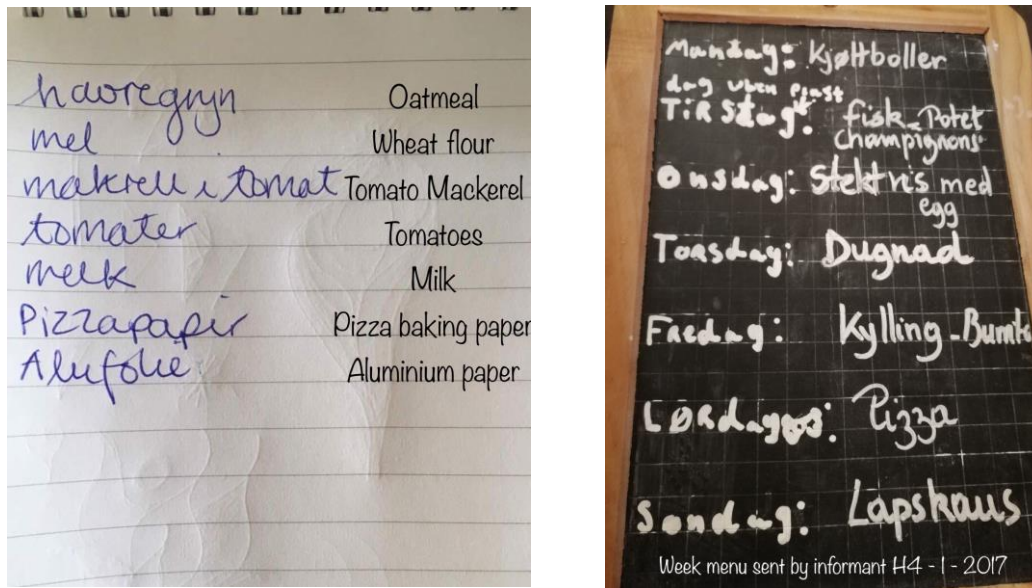 havregryn Oatmeal
mel Wheat flour
makrell i tomat Tomato Mackerel
tomater Tomatoes
melk Milk
Pizzapapir Pizza baking paper
Alufolie Aluminium paper
Mandag: Kjøttboller
dag uten plast
TiRSdag: fisk-Potet
champignons
Onsdag: Stekt ris med
egg
Torsdag: Dugnad
Fredag: Kylling-Bunk
LØRdag: Pizza
Søndag: Lapskaus
Week menu sent by informant H4 - 1 - 2017